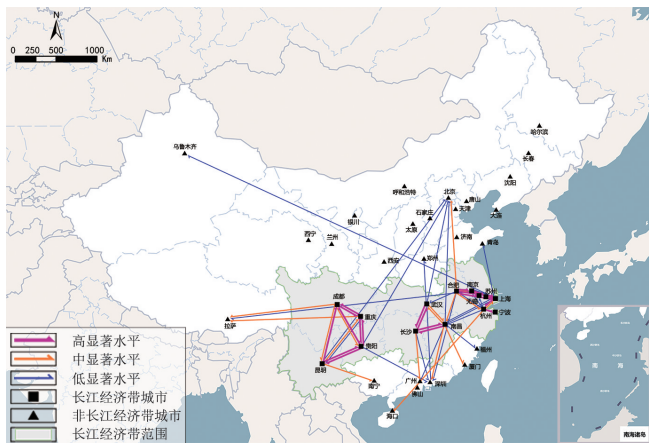 N
0 250 500 1000
Km
乌鲁木齐
哈尔滨
长春
沈阳
呼和浩特
北京
唐山
天津
大连
银川
石家庄
太原
西宁
兰州
济南
青岛
西安
郑州
合肥
南京
苏州
无锡
上海
成都
武汉
杭州
宁波
重庆
拉萨
长沙
南昌
贵阳
福州
昆明
厦门
南宁
广州
深圳
佛山
海口
高显著水平
中显著水平
低显著水平
长江经济带城市
非长江经济带城市
长江经济带范围
南海诸岛